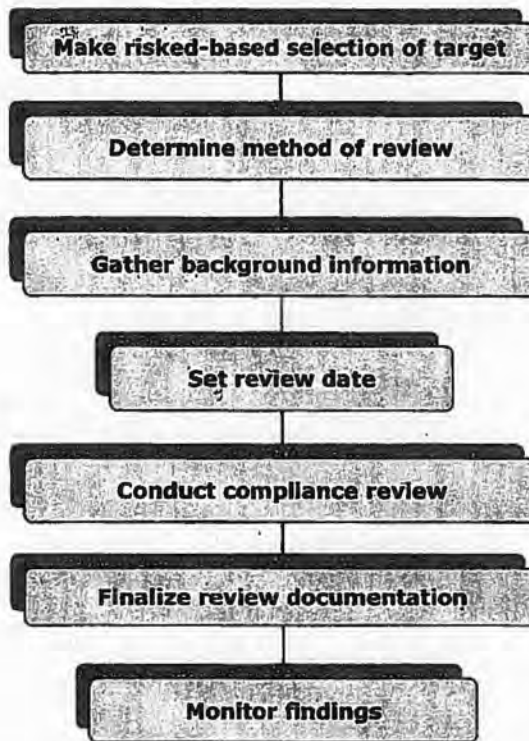 Make risked-based selection of target
Determine method of review
Gather background information
Set review date
Conduct compliance review
Finalize review documentation
Monitor findings